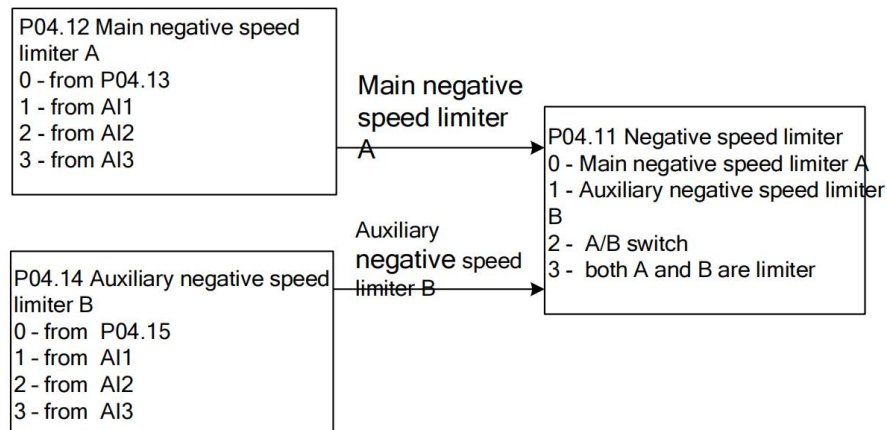 P04.12 Main negative speed
limiter A
0 - from P04.13
1 - from AI1
2 - from AI2
3 - from AI3
Main negative
speed limiter
A
P04.14 Auxiliary negative speed
limiter B
0 - from  P04.15
1 - from  AI1
2 - from  AI2
3 - from  AI3
Auxiliary
negative speed
limiter B
P04.11 Negative speed limiter
0 - Main negative speed limiter A
1 - Auxiliary negative speed limiter
B
2 -  A/B switch
3 -  both A and B are limiter